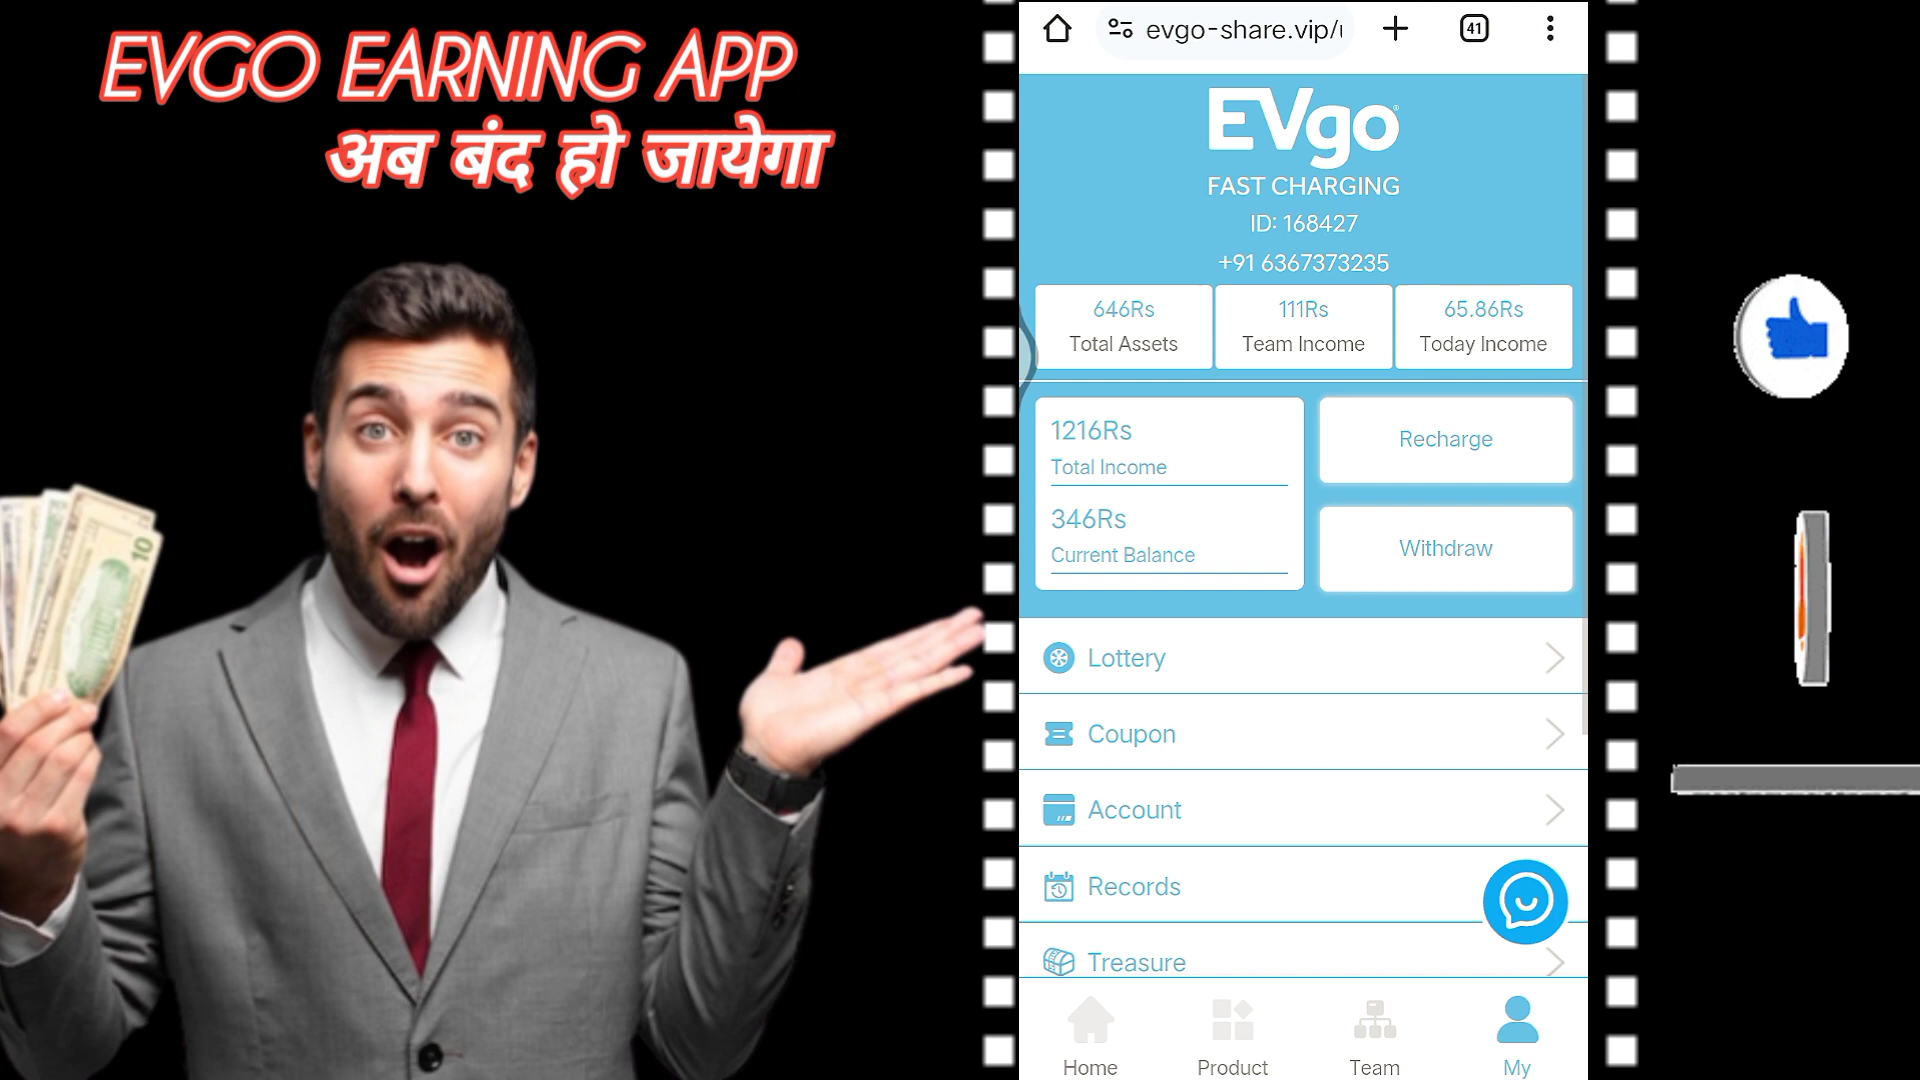 EVGO EARNING APP
अब बंद हो जायेगा
10
evgo-share.vip/
41
EVgo®
FAST CHARGING
ID: 168427
+91 6367373235
646Rs
Total Assets
111Rs
Team Income
65.86Rs
Today Income
1216Rs
Total Income
346Rs
Current Balance
Recharge
Withdraw
Lottery
Coupon
Account
Records
Treasure
Home
Product
Team
My